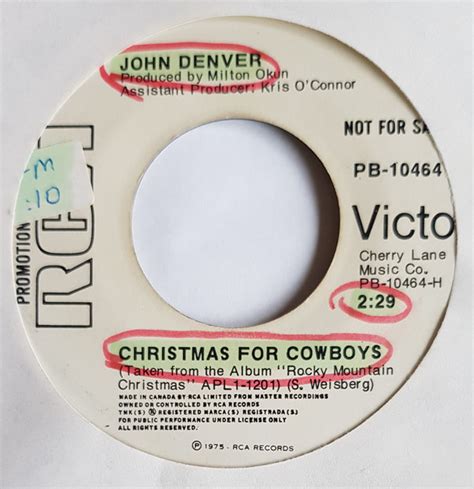 JOHN DENVER
Produced by Milton Okun
Assistant Producer: Kris O'Connor
NOT FOR SA
PB-10464
-M
:10
PROMOTION
RCA
Victo
Cherry Lane
Music Co.
PB-10464-H
2:29
CHRISTMAS FOR COWBOYS
(Taken from the Album "Rocky Mountain
Christmas" APL1-1201) (S. Weisberg)
MADE IN CANADA BY RCA LIMITED FROM MASTER RECORDINGS
OWNED OR CONTROLLED BY RCA RECORDS
TMK(S) ® REGISTERED MARCA(S) REGISTRADA(S)
FOR PUBLIC PERFORMANCE UNDER LICENSE ONLY
ALL OTHER RIGHTS RESERVED
© 1975 - RCA RECORDS